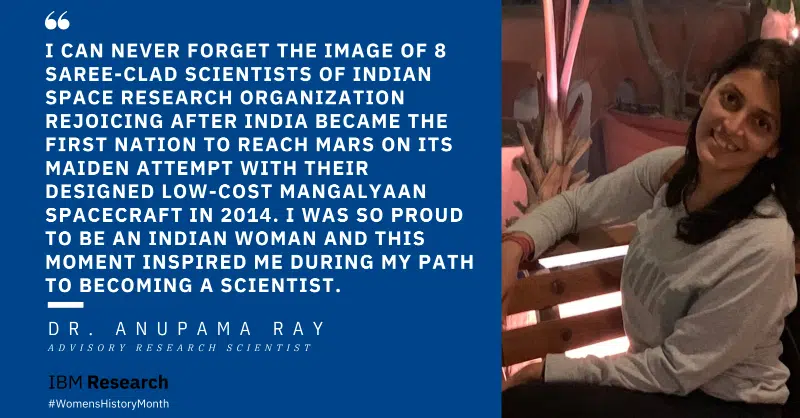 “
I CAN NEVER FORGET THE IMAGE OF 8
SAREE-CLAD SCIENTISTS OF INDIAN
SPACE RESEARCH ORGANIZATION
REJOICING AFTER INDIA BECAME THE
FIRST NATION TO REACH MARS ON ITS
MAIDEN ATTEMPT WITH THEIR
DESIGNED LOW-COST MANGALYAAN
SPACECRAFT IN 2014. I WAS SO PROUD
TO BE AN INDIAN WOMAN AND THIS
MOMENT INSPIRED ME DURING MY PATH
TO BECOMING A SCIENTIST.
DR. ANUPAMA RAY
ADVISORY RESEARCH SCIENTIST
IBM Research
#WomensHistoryMonth